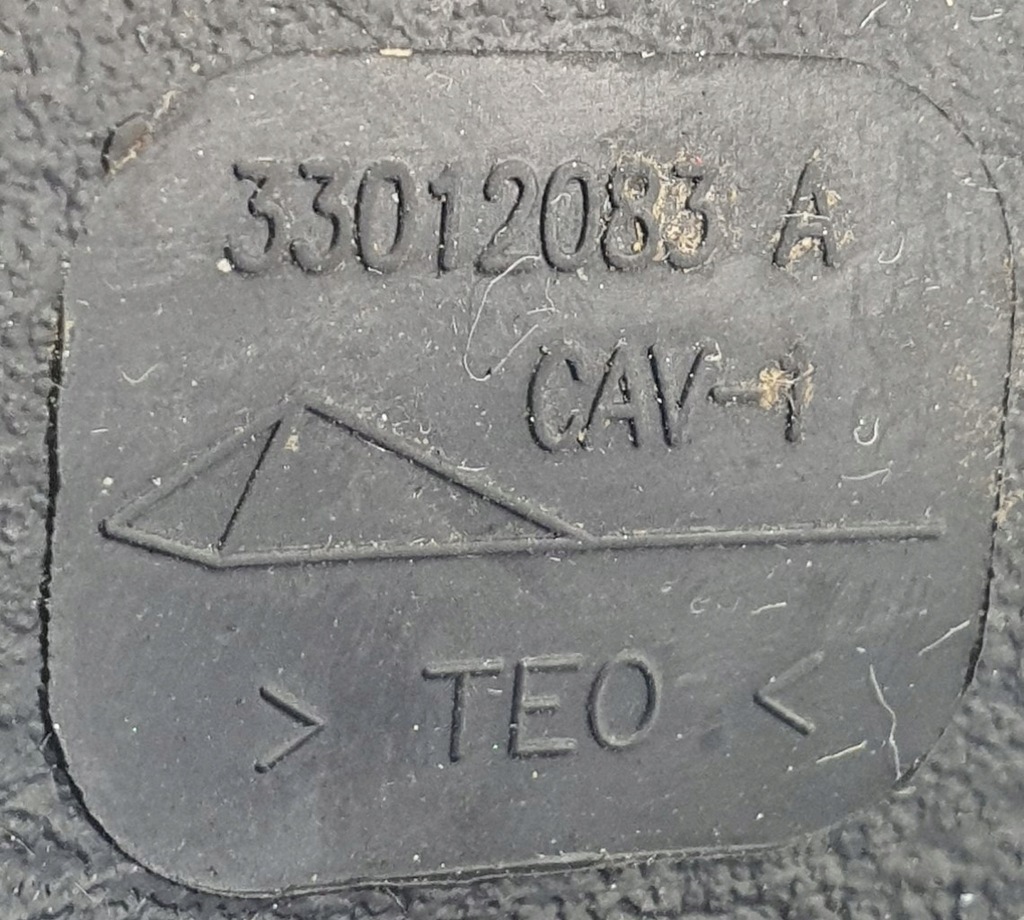 33012083 A
CAV-1
> TEO <